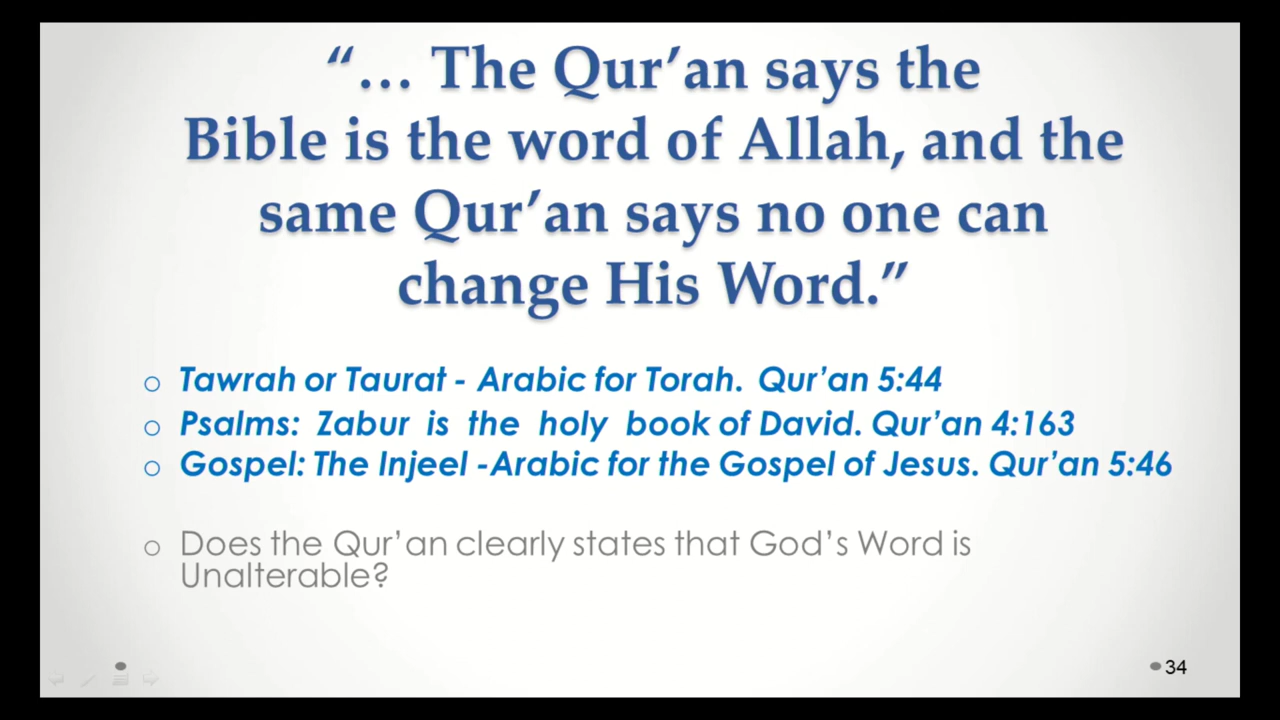 “… The Qur’an says the
Bible is the word of Allah, and the
same Qur’an says no one can
change His Word.”
Tawrah or Taurat - Arabic for Torah. Qur’an 5:44
Psalms: Zabur is the holy book of David. Qur’an 4:163
Gospel: The Injeel -Arabic for the Gospel of Jesus. Qur’an 5:46
Does the Qur’an clearly states that God’s Word is
Unalterable?
34